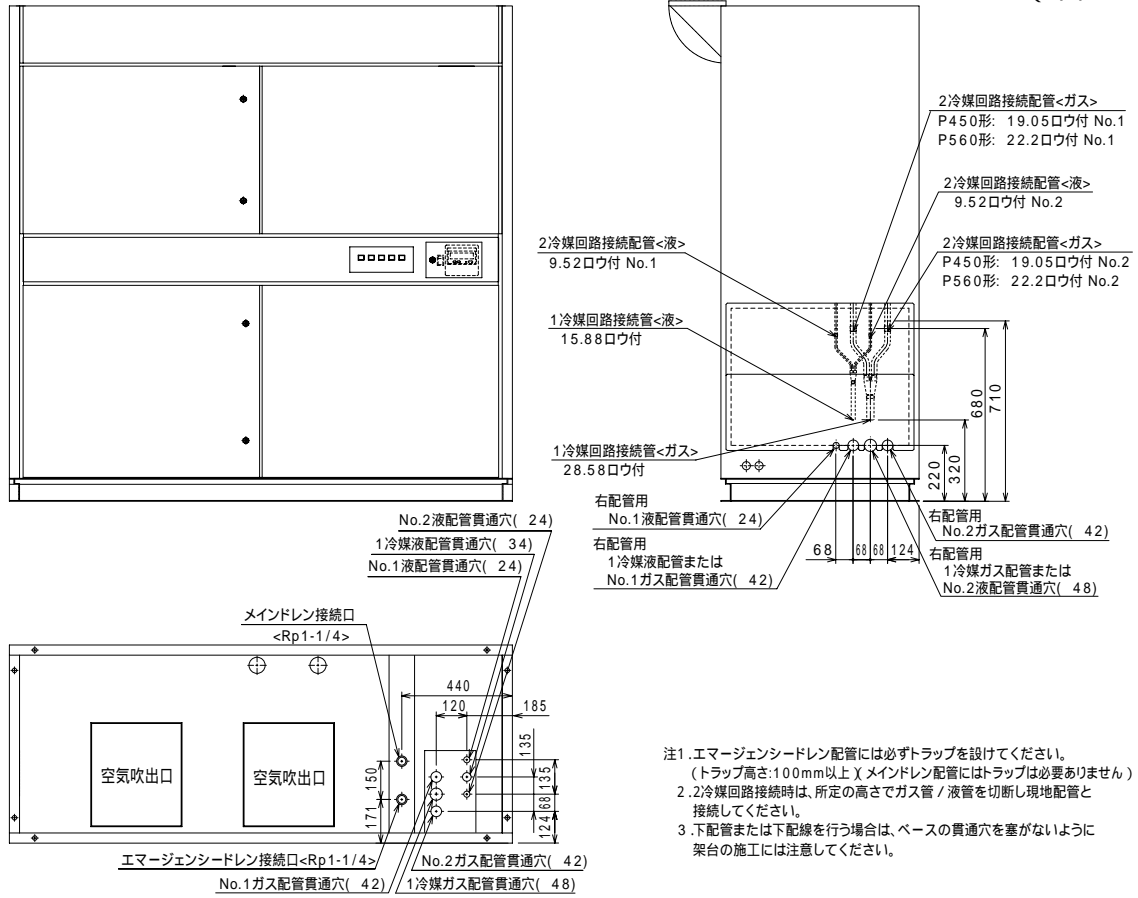 2冷媒回路接続配管<ガス>
P450形: 19.05ロウ付 No.1
P560形: 22.2ロウ付 No.1
2冷媒回路接続配管<液>
9.52ロウ付 No.2
2冷媒回路接続配管<液>
9.52ロウ付 No.1
2冷媒回路接続配管<ガス>
P450形: 19.05ロウ付 No.2
P560形: 22.2ロウ付 No.2
1冷媒回路接続管<液>
15.88ロウ付
1冷媒回路接続管<ガス>
28.58ロウ付
220
320
680
710
右配管用
No.1液配管貫通穴( 24)
右配管用
1冷媒液配管または
No.1ガス配管貫通穴( 42)
68
68
68
124
右配管用
No.2ガス配管貫通穴( 42)
右配管用
1冷媒ガス配管または
No.2液配管貫通穴( 48)
No.2液配管貫通穴( 24)
1冷媒液配管貫通穴( 34)
No.1液配管貫通穴( 24)
メインドレン接続口
<Rp1-1/4>
440
120
185
135
135
68
124
150
171
空気吹出口
空気吹出口
エマージェンシードレン接続口<Rp1-1/4>
No.2ガス配管貫通穴( 42)
No.1ガス配管貫通穴( 42)
1冷媒ガス配管貫通穴( 48)
注1.エマージェンシードレン配管には必ずトラップを設けてください。
(トラップ高さ:100mm以上)(メインドレン配管にはトラップは必要ありません)
2.2冷媒回路接続時は、所定の高さでガス管/液管を切断し現地配管と
接続してください。
3.下配管または下配線を行う場合は、ベースの貫通穴を塞がないように
架台の施工には注意してください。